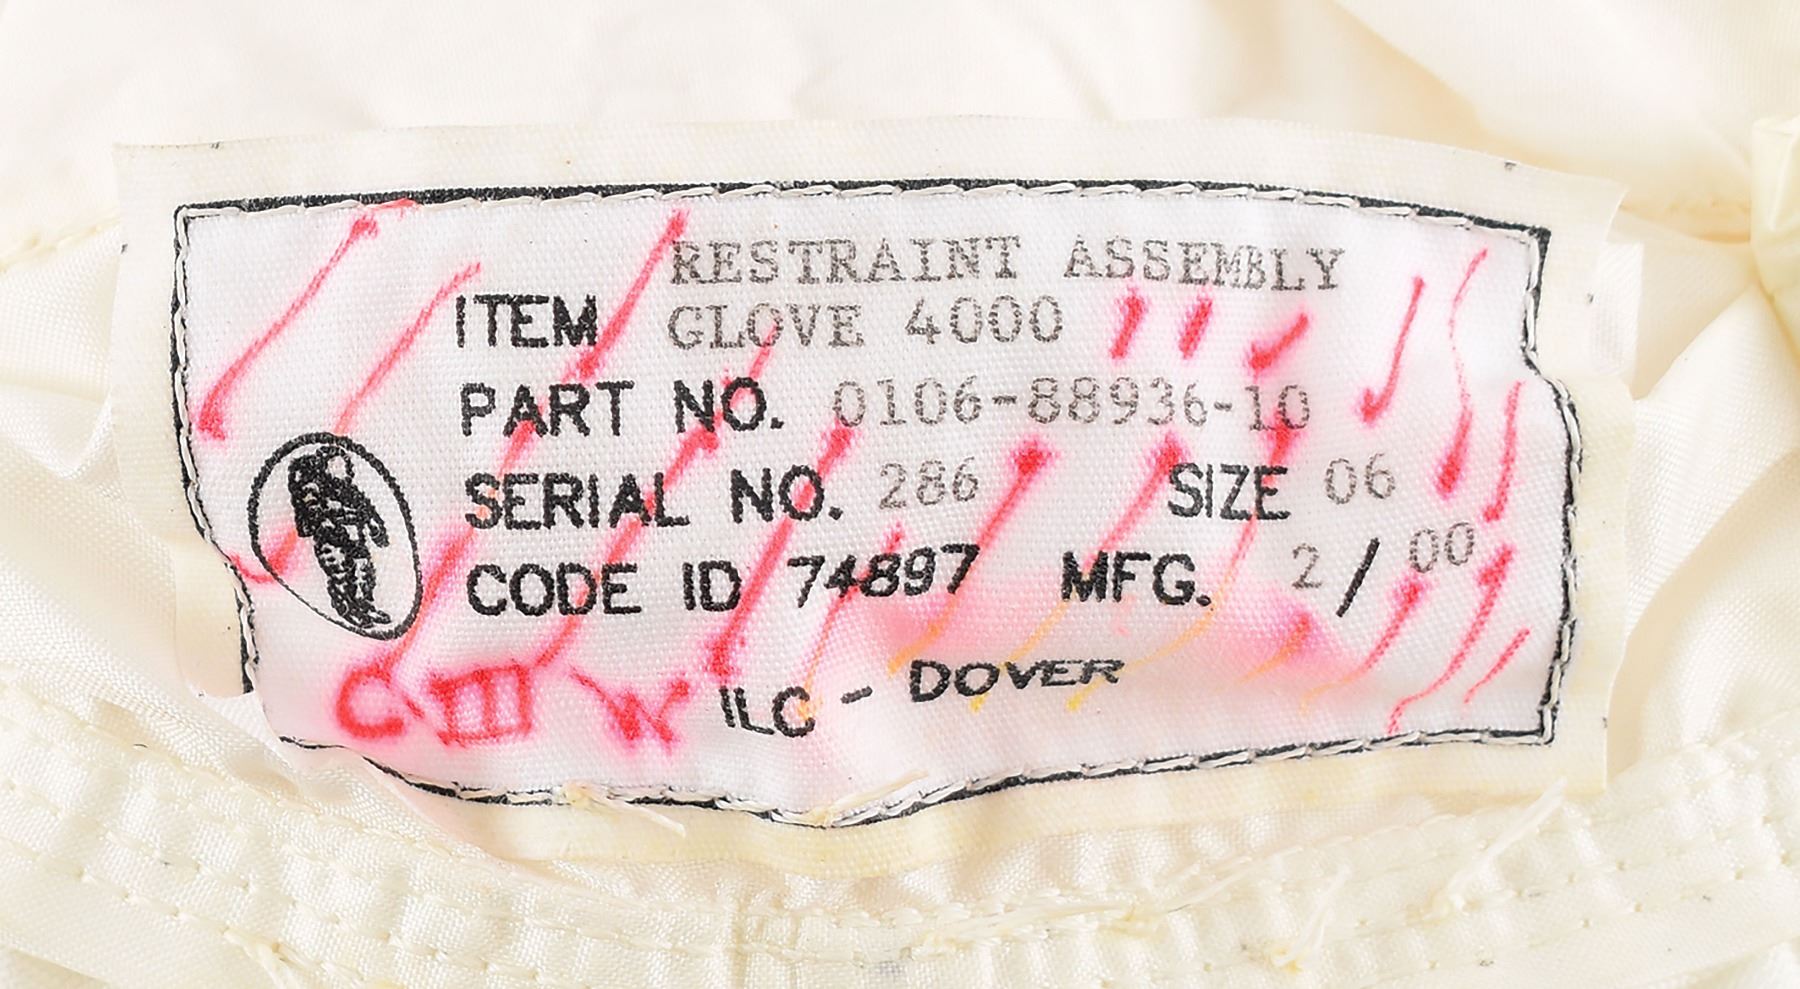 RESTRAINT ASSEMBLY
ITEM GLOVE 4000
PART NO. 0106-88936-10
SERIAL NO. 286 SIZE 06
CODE ID 74897 MFG. 2/00
C III W ILC - DOVER